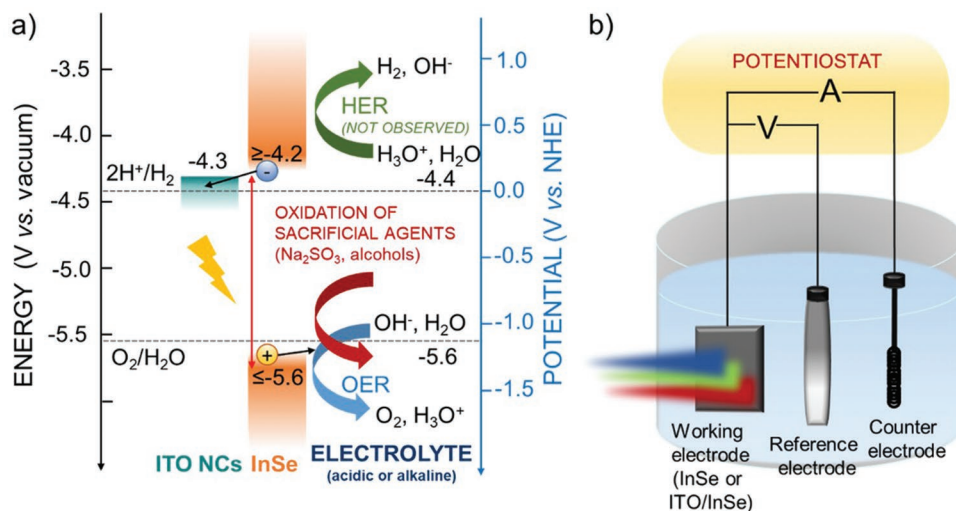 a)
ENERGY (V vs. vacuum)
-3.5
-4.0
-4.5
-5.0
-5.5
2H⁺/H₂
-4.3
≥-4.2
-
HER
(NOT OBSERVED)
H₂, OH⁻
H₃O⁺, H₂O
-4.4
OXIDATION OF
SACRIFICIAL AGENTS
(Na₂SO₃, alcohols)
O₂/H₂O
+
≤-5.6
OH⁻, H₂O
-5.6
OER
O₂, H₃O⁺
ITO NCs
InSe
ELECTROLYTE
(acidic or alkaline)
1.0
0.5
0.0
-0.5
-1.0
-1.5
POTENTIAL (V vs. NHE)
b)
POTENTIOSTAT
A
V
Working
electrode
(InSe or
ITO/InSe)
Reference
electrode
Counter
electrode